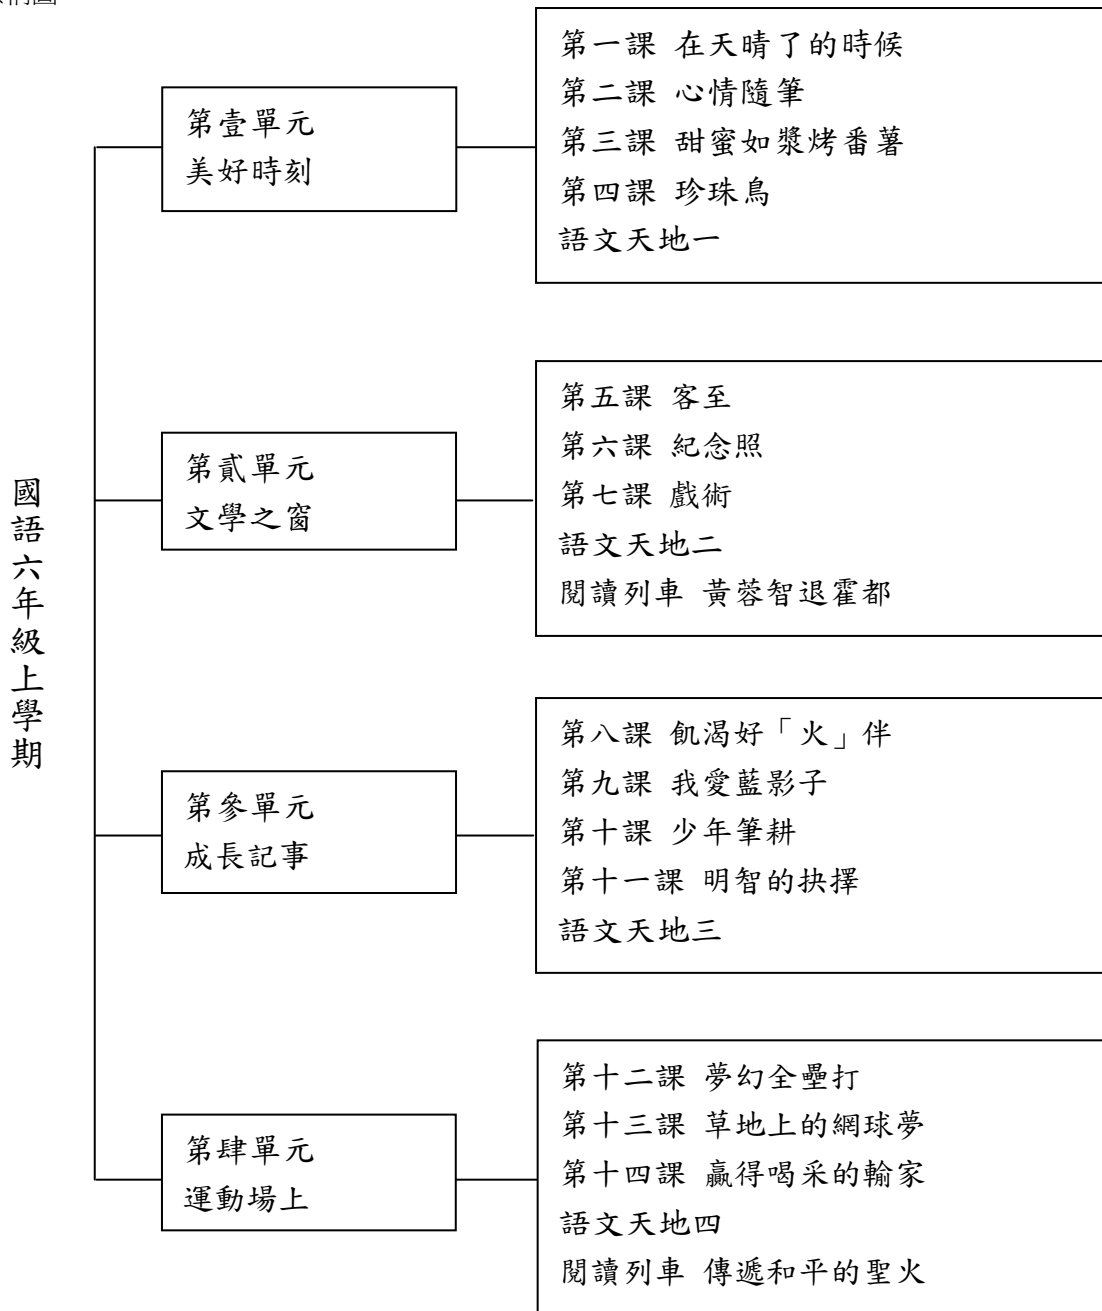 國語六年級上學期
第壹單元
美好時刻
第一課 在天晴了的時候
第二課 心情隨筆
第三課 甜蜜如漿烤番薯
第四課 珍珠鳥
語文天地一
第貳單元
文學之窗
第五課 客至
第六課 紀念照
第七課 戲術
語文天地二
閱讀列車 黃蓉智退霍都
第參單元
成長記事
第八課 飢渴好「火」伴
第九課 我愛藍影子
第十課 少年筆耕
第十一課 明智的抉擇
語文天地三
第肆單元
運動場上
第十二課 夢幻全壘打
第十三課 草地上的網球夢
第十四課 贏得喝采的輸家
語文天地四
閱讀列車 傳遞和平的聖火